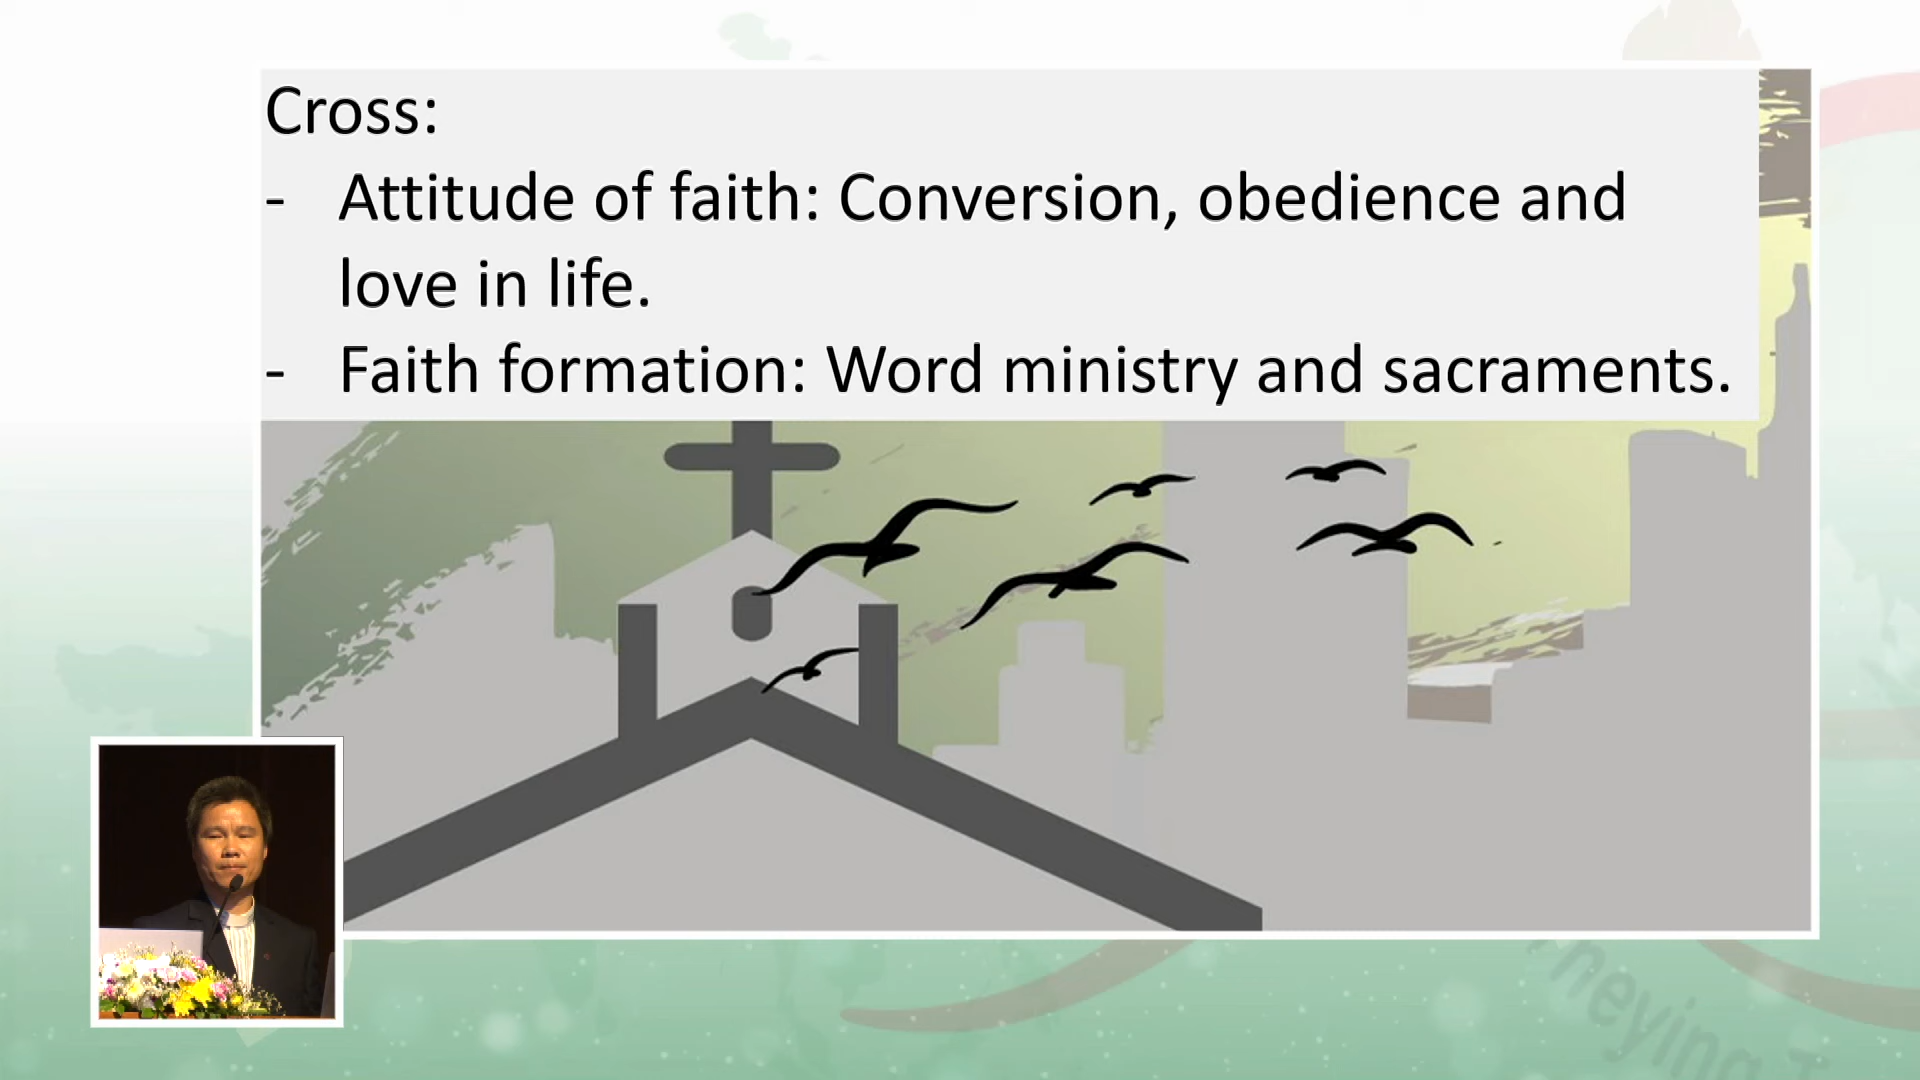 Cross:
- Attitude of faith: Conversion, obedience and
love in life.
- Faith formation: Word ministry and sacraments.